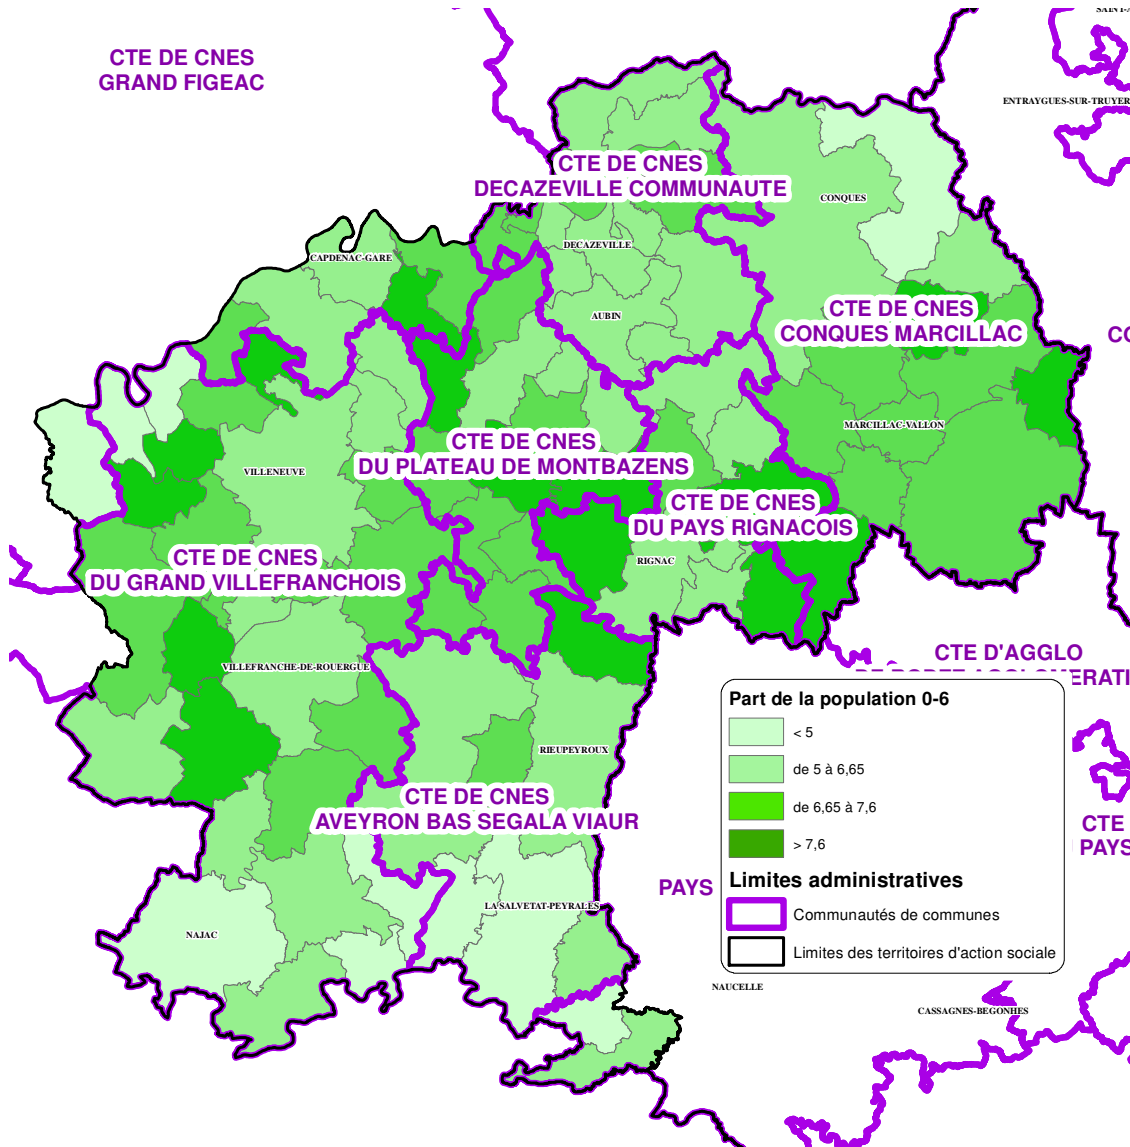 SAINT-A
CTE DE CNES
GRAND FIGEAC
ENTRAYGUES-SUR-TRUYER
CTE DE CNES
DECAZEVILLE COMMUNAUTE
CONQUES
DECAZEVILLE
CAPDENAC-GARE
AUBIN
CTE DE CNES
CONQUES MARCILLAC
CO
MARCILLAC-VALLON
CTE DE CNES
DU PLATEAU DE MONTBAZENS
VILLENEUVE
CTE DE CNES
DU PAYS RIGNACOIS
RIGNAC
CTE DE CNES
DU GRAND VILLEFRANCHOIS
VILLEFRANCHE-DE-ROUERGUE
CTE D'AGGLO
RIEUPEYROUX
CTE DE CNES
AVEYRON BAS SEGALA VIAUR
CTE
PAYS
PAYS
LA SALVETAT-PEYRALES
NAJAC
Part de la population 0-6
< 5
de 5 à 6,65
de 6,65 à 7,6
> 7,6
Limites administratives
Communautés de communes
Limites des territoires d'action sociale
NAUCELLE
CASSAGNES-BEGONHES